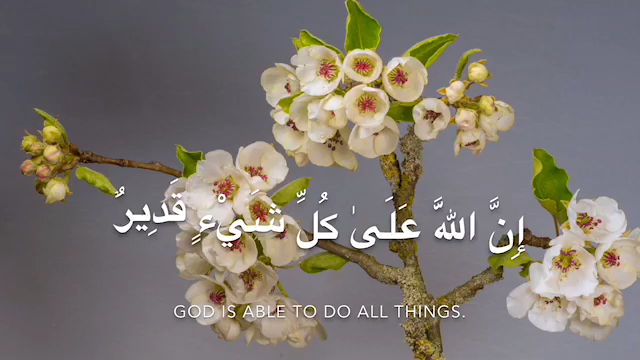 إِنَّ اللَّهَ عَلَىٰ كُلِّ شَيْءٍ قَدِيرٌ
GOD IS ABLE TO DO ALL THINGS.